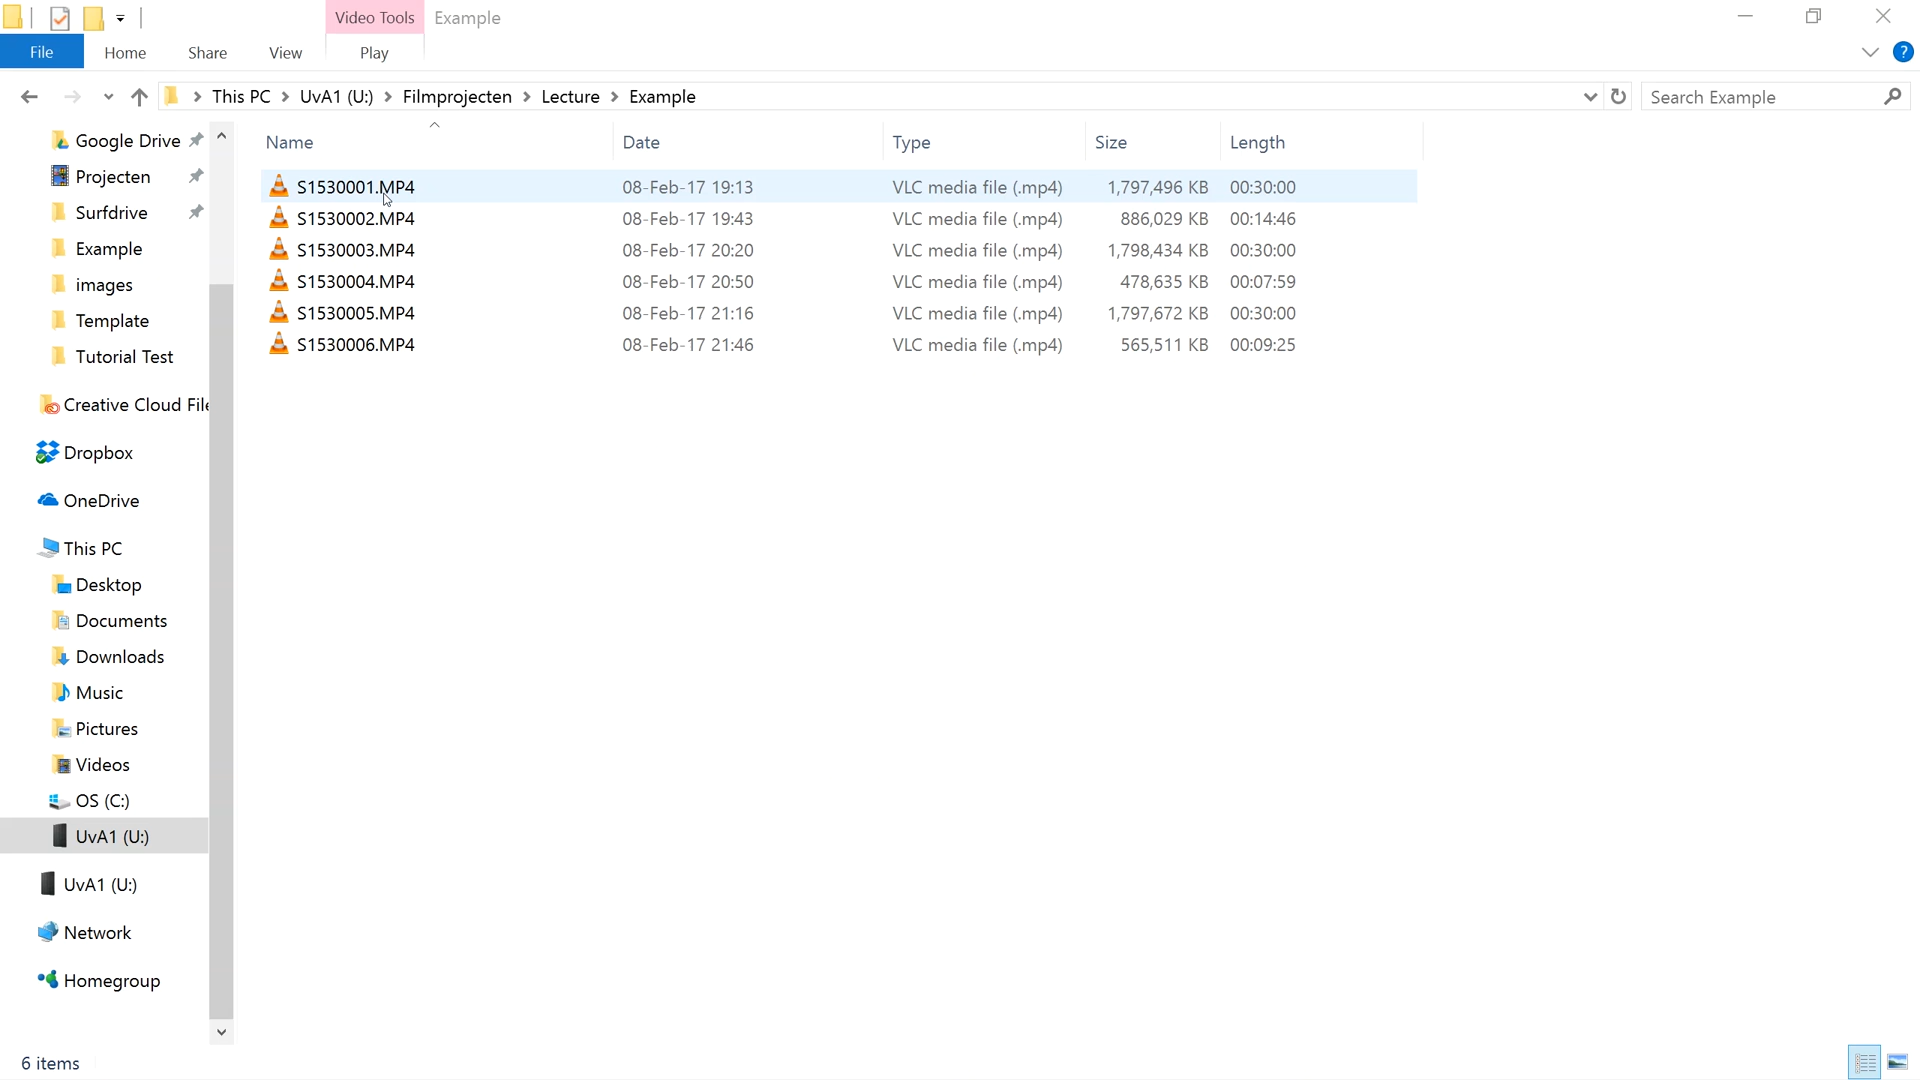 Video Tools Example
File Home Share View Play
This PC UvA1 (U:) Filmprojecten Lecture Example Search Example
Name Date Type Size Length
S1530001.MP4 08-Feb-17 19:13 VLC media file (.mp4) 1,797,496 KB 00:30:00
S1530002.MP4 08-Feb-17 19:43 VLC media file (.mp4) 886,029 KB 00:14:46
S1530003.MP4 08-Feb-17 20:20 VLC media file (.mp4) 1,798,434 KB 00:30:00
S1530004.MP4 08-Feb-17 20:50 VLC media file (.mp4) 478,635 KB 00:07:59
S1530005.MP4 08-Feb-17 21:16 VLC media file (.mp4) 1,797,672 KB 00:30:00
S1530006.MP4 08-Feb-17 21:46 VLC media file (.mp4) 565,511 KB 00:09:25
Google Drive
Projecten
Surfdrive
Example
images
Template
Tutorial Test
Creative Cloud File
Dropbox
OneDrive
This PC
Desktop
Documents
Downloads
Music
Pictures
Videos
OS (C:)
UvA1 (U:)
UvA1 (U:)
Network
Homegroup
6 items